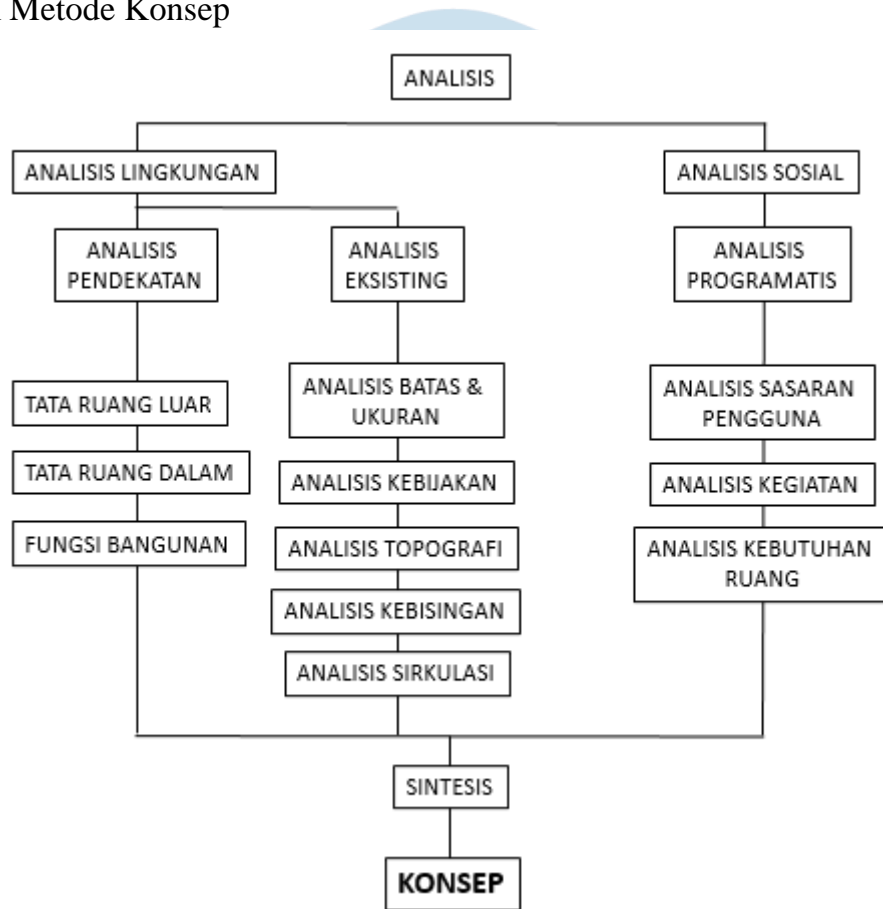 Metode Konsep
ANALISIS
ANALISIS LINGKUNGAN
ANALISIS SOSIAL
ANALISIS
PENDEKATAN
ANALISIS
EKSISTING
ANALISIS
PROGRAMATIS
TATA RUANG LUAR
TATA RUANG DALAM
FUNGSI BANGUNAN
ANALISIS BATAS &
UKURAN
ANALISIS KEBIJAKAN
ANALISIS TOPOGRAFI
ANALISIS KEBISINGAN
ANALISIS SIRKULASI
ANALISIS SASARAN
PENGGUNA
ANALISIS KEGIATAN
ANALISIS KEBUTUHAN
RUANG
SINTESIS
KONSEP